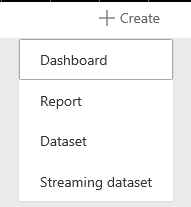 Create
Dashboard
Report
Dataset
Streaming dataset